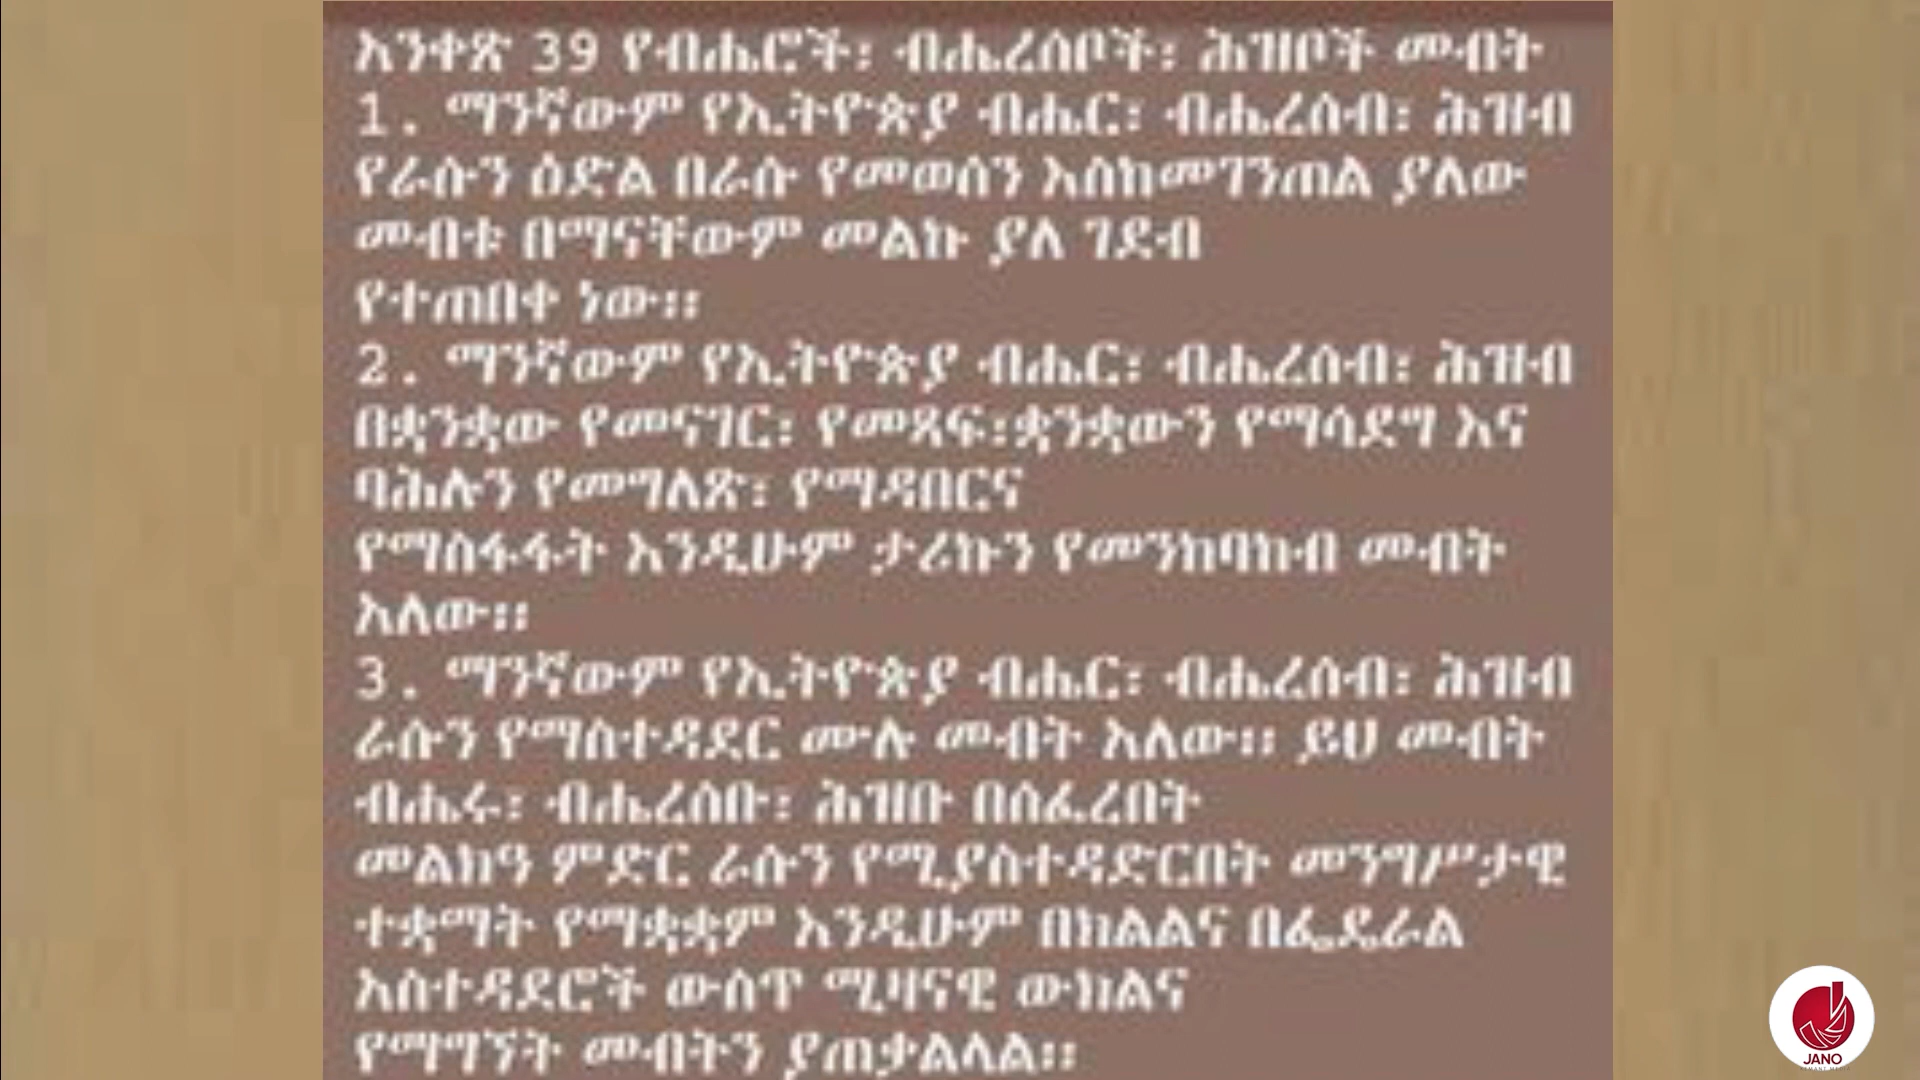 አንቀጽ 39 የብሔሮች፣ ብሔረሰቦች፣ ሕዝቦች መብት
1. ማንኛውም የኢትዮጵያ ብሔር፣ ብሔረሰብ፣ ሕዝብ
የራሱን ዕድል በራሱ የመወሰን እስከመገንጠል ያለው
መብቱ በማናቸውም መልኩ ያለ ገደብ
የተጠበቀ ነው፡፡
2. ማንኛውም የኢትዮጵያ ብሔር፣ ብሔረሰብ፣ ሕዝብ
በቋንቋው የመናገር፣ የመጻፍ፣ቋንቋውን የማሳደግ እና
ባሕሉን የመግለጽ፣ የማዳበርና
የማስፋፋት እንዲሁም ታሪኩን የመንከባከብ መብት
አለው፡፡
3. ማንኛውም የኢትዮጵያ ብሔር፣ ብሔረሰብ፣ ሕዝብ
ራሱን የማስተዳደር ሙሉ መብት አለው፡፡ ይህ መብት
ብሔሩ፣ ብሔረሰቡ፣ ሕዝቡ በሰፈረበት
መልክዓ ምድር ራሱን የሚያስተዳድርበት መንግሥታዊ
ተቋማት የማቋቋም እንዲሁም በክልልና በፌዴራል
አስተዳደሮች ውስጥ ሚዛናዊ ውክልና
የማግኘት መብትን ያጠቃልላል፡፡
JANO